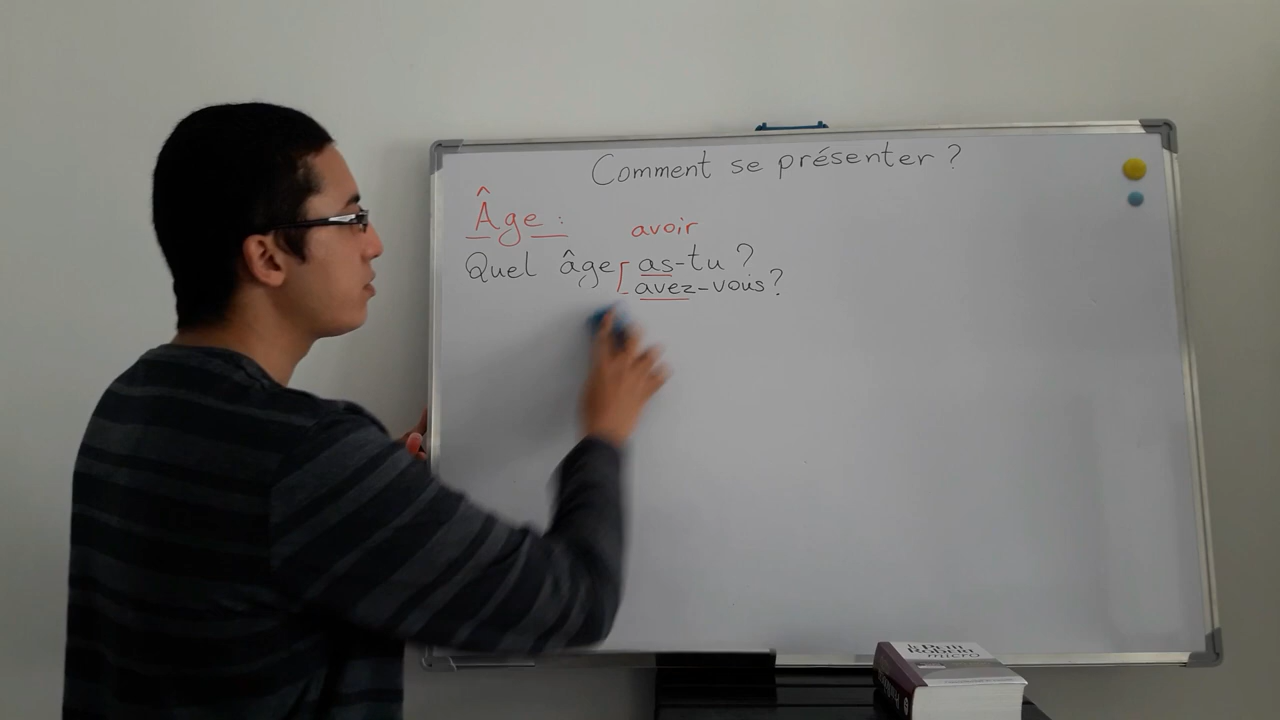 Comment se présenter ?
Âge :
avoir
Quel âge as-tu ?
avez-vous ?